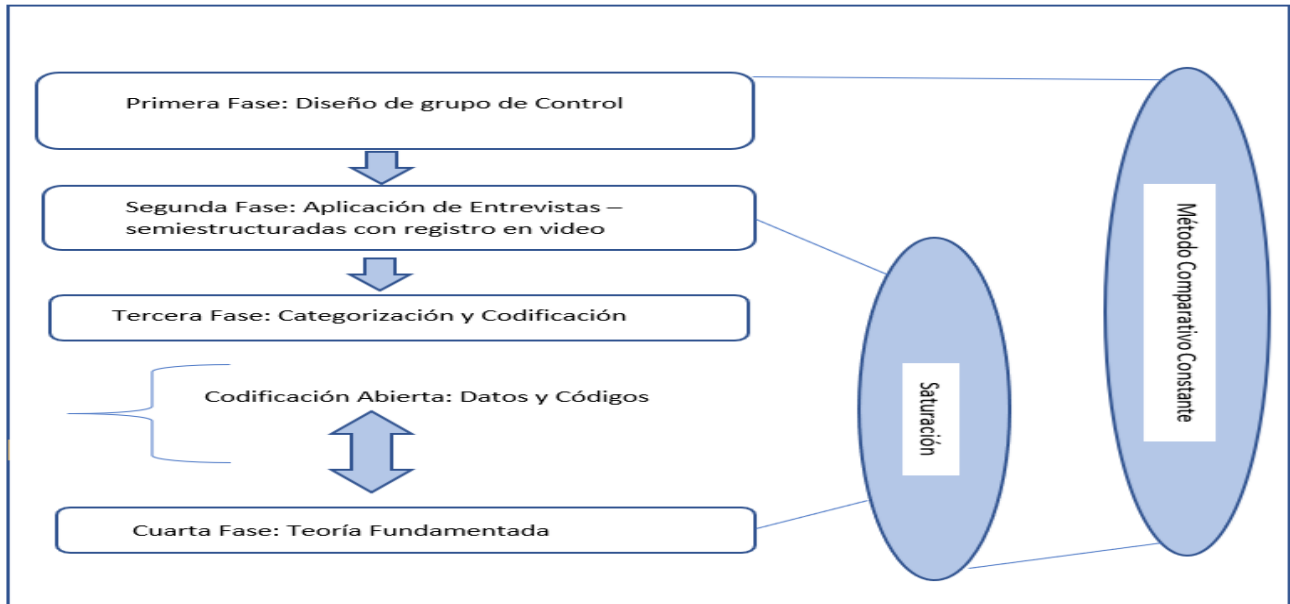 Primera Fase: Diseño de grupo de Control
Segunda Fase: Aplicación de Entrevistas –
semiestructuradas con registro en video
Tercera Fase: Categorización y Codificación
Codificación Abierta: Datos y Códigos
Cuarta Fase: Teoría Fundamentada
Saturación
Método Comparativo Constante